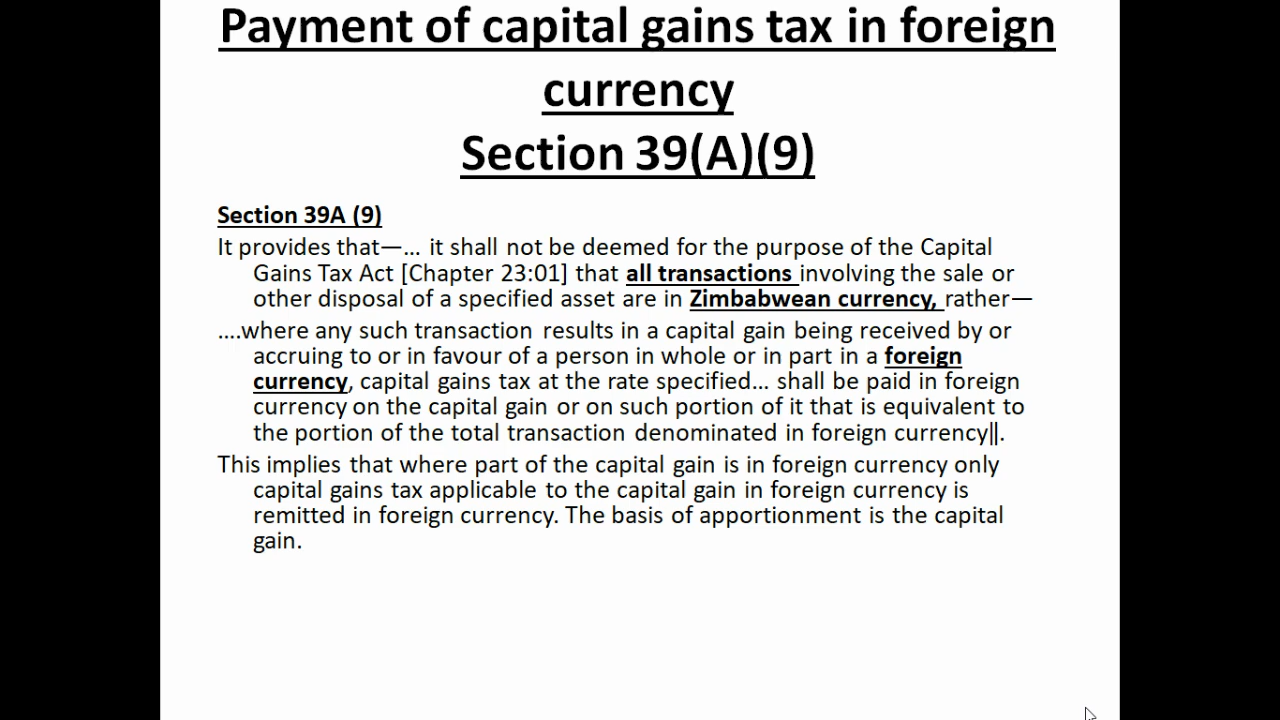 Payment of capital gains tax in foreign
currency
Section 39(A)(9)
Section 39A (9)
It provides that—… it shall not be deemed for the purpose of the Capital
Gains Tax Act [Chapter 23:01] that all transactions involving the sale or
other disposal of a specified asset are in Zimbabwean currency, rather—
….where any such transaction results in a capital gain being received by or
accruing to or in favour of a person in whole or in part in a foreign
currency, capital gains tax at the rate specified… shall be paid in foreign
currency on the capital gain or on such portion of it that is equivalent to
the portion of the total transaction denominated in foreign currency‖.
This implies that where part of the capital gain is in foreign currency only
capital gains tax applicable to the capital gain in foreign currency is
remitted in foreign currency. The basis of apportionment is the capital
gain.